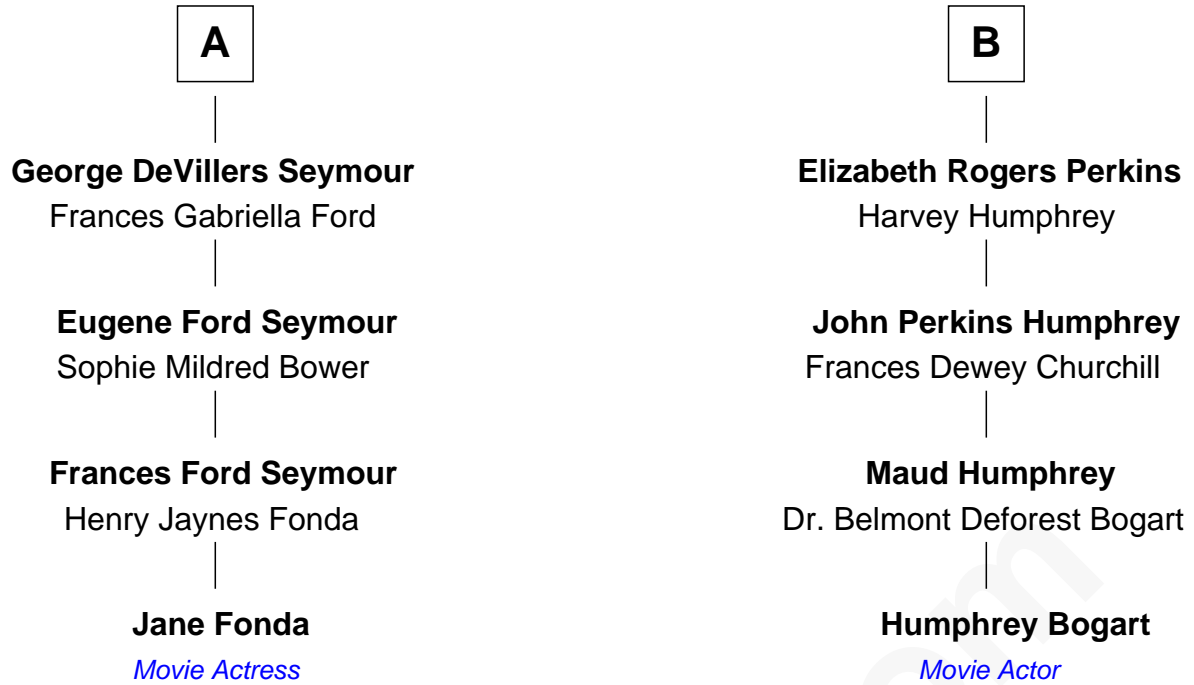 A
B
George DeVillers Seymour
Elizabeth Rogers Perkins
Frances Gabriella Ford
Harvey Humphrey
Eugene Ford Seymour
John Perkins Humphrey
Sophie Mildred Bower
Frances Dewey Churchill
Frances Ford Seymour
Maud Humphrey
Henry Jaynes Fonda
Dr. Belmont Deforest Bogart
Jane Fonda
Humphrey Bogart
Movie Actress
Movie Actor